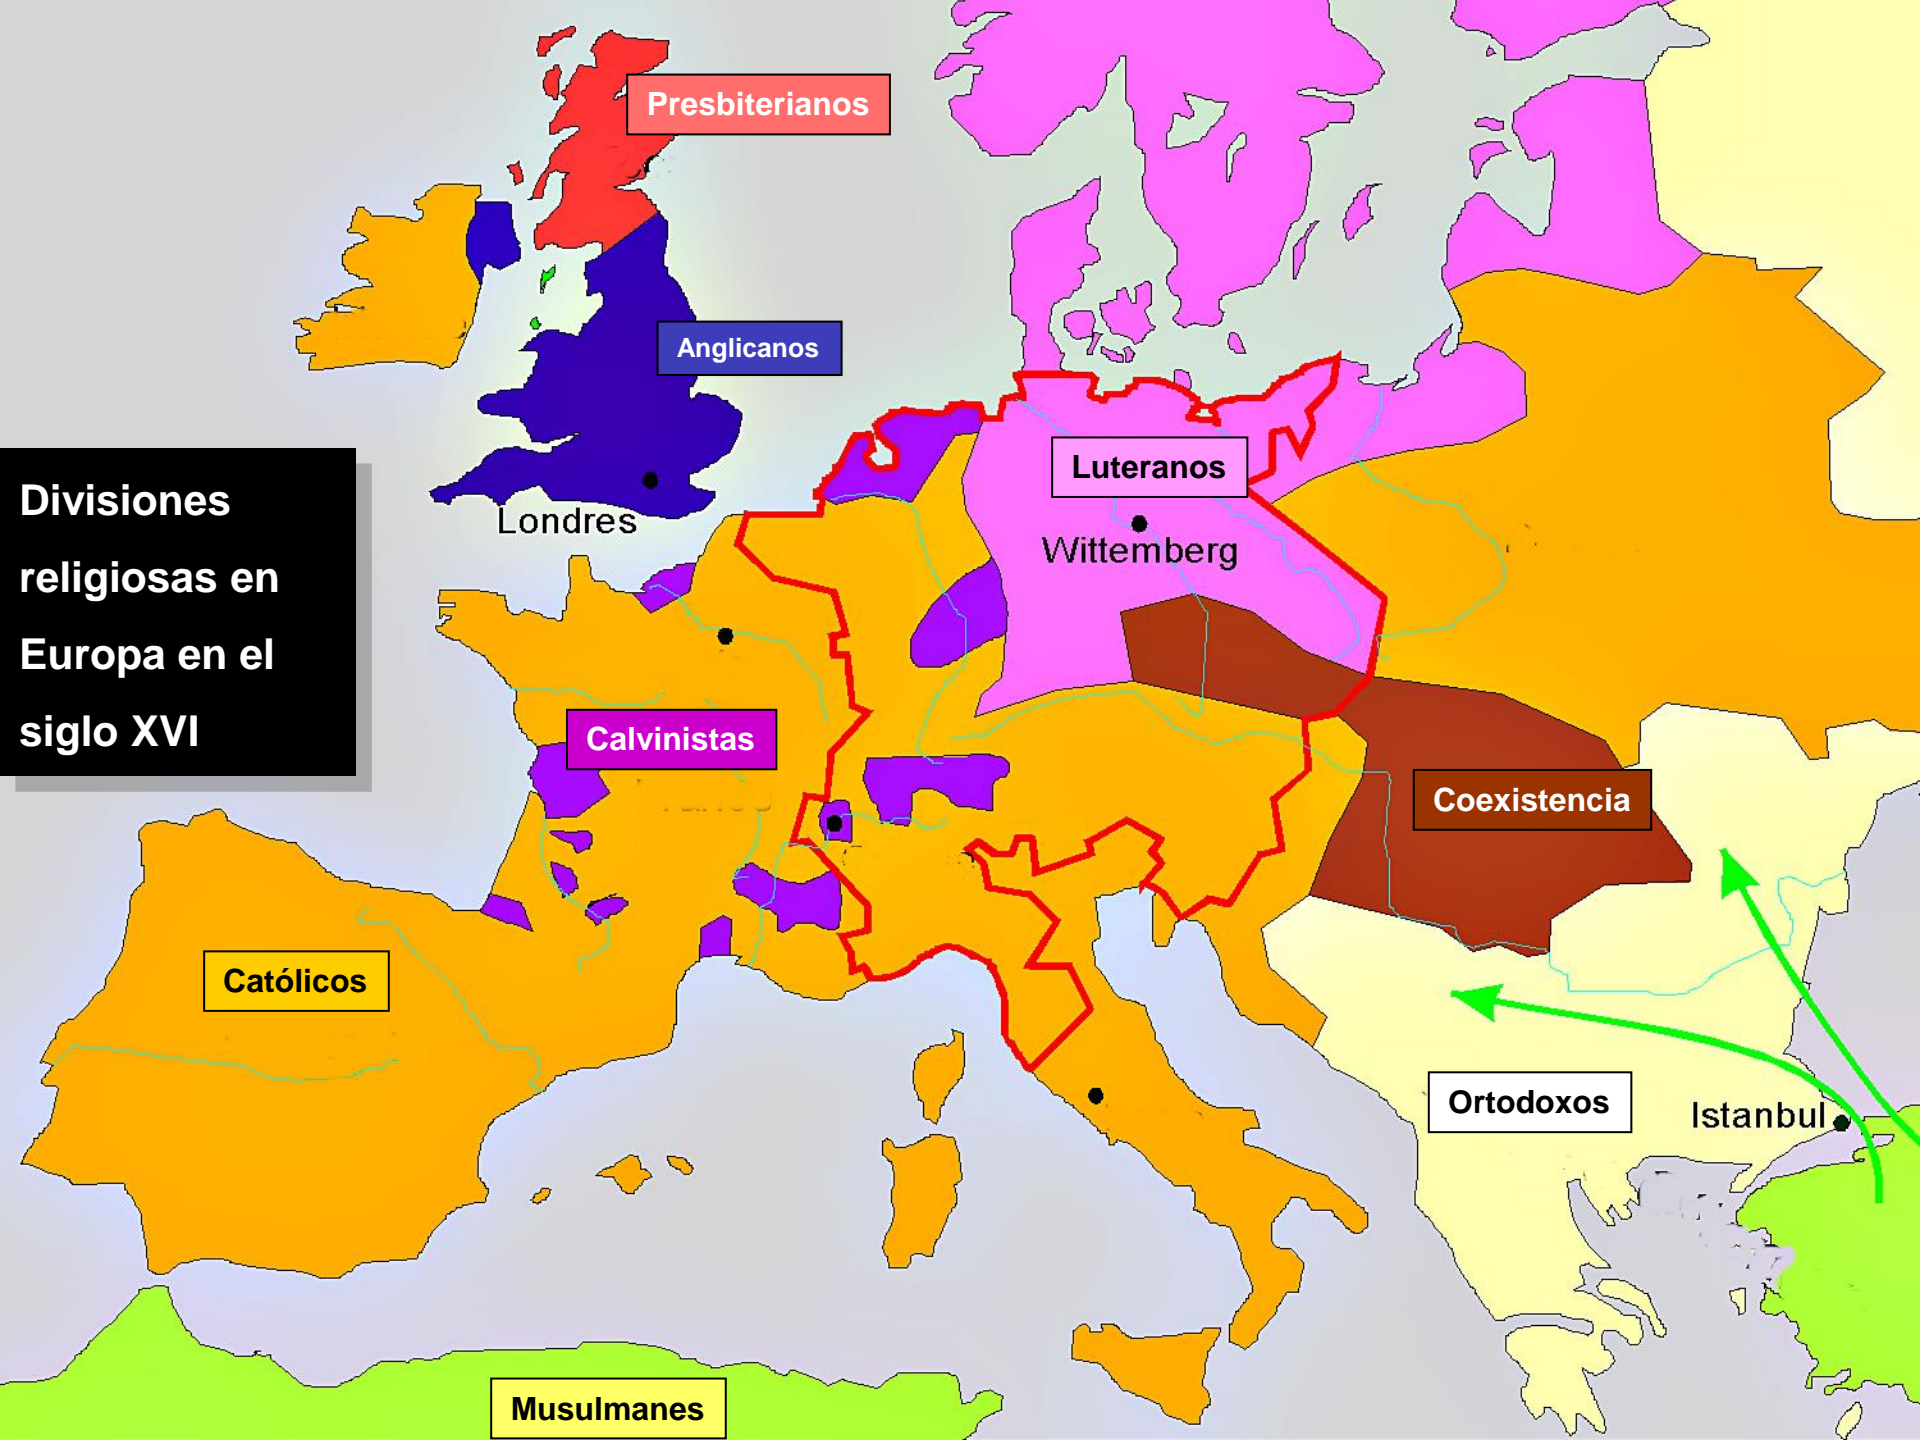 Presbiterianos
Anglicanos
Luteranos
Divisiones
religiosas en
Europa en el
siglo XVI
Londres
Wittemberg
Calvinistas
Coexistencia
Católicos
Ortodoxos
Istanbul
Musulmanes